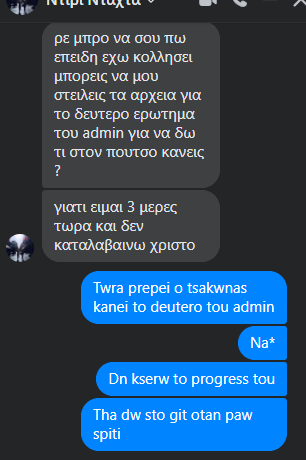 Ντιρι Νταχτα
ρε μπρο να σου πω
επειδη εχω κολλησει
μπορεις να μου
στειλεις τα αρχεια για
το δευτερο ερωτημα
του admin για να δω
τι στον πουτσο κανεις
?
γιατι ειμαι 3 μερες
τωρα και δεν
καταλαβαινω χριστο
Twra prepei o tsakwnas
kanei to deutero tou admin
Na*
Dn kserw to progress tou
Tha dw sto git otan paw
spiti